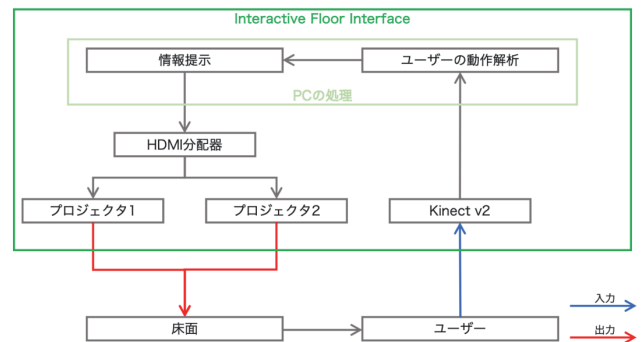 Interactive Floor Interface
情報提示
ユーザーの動作解析
PCの処理
HDMI分配器
プロジェクタ1
プロジェクタ2
Kinect v2
床面
ユーザー
入力
出力